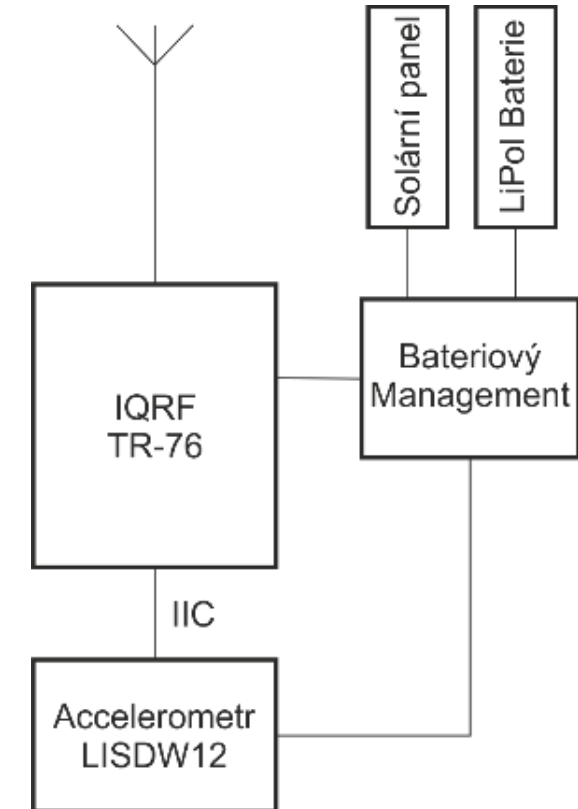 Solární panel
LiPol Baterie
Bateriový
Management
IQRF
TR-76
IIC
Accelerometr
LISDW12